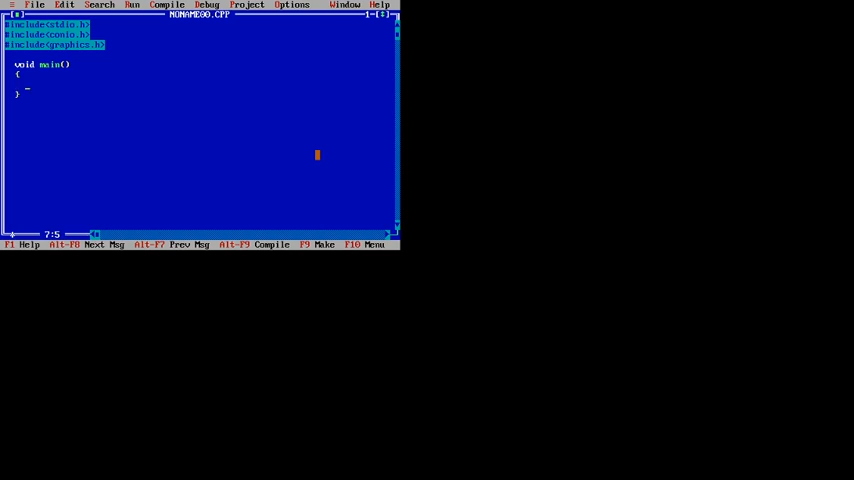 ≡ File Edit Search Run Compile Debug Project Options Window Help
[■] NONAME00.CPP 1=[↕]
#include<stdio.h>
#include<conio.h>
#include<graphics.h>
void main()
{
_
}
* 7:5
F1 Help Alt-F8 Next Msg Alt-F7 Prev Msg Alt-F9 Compile F9 Make F10 Menu